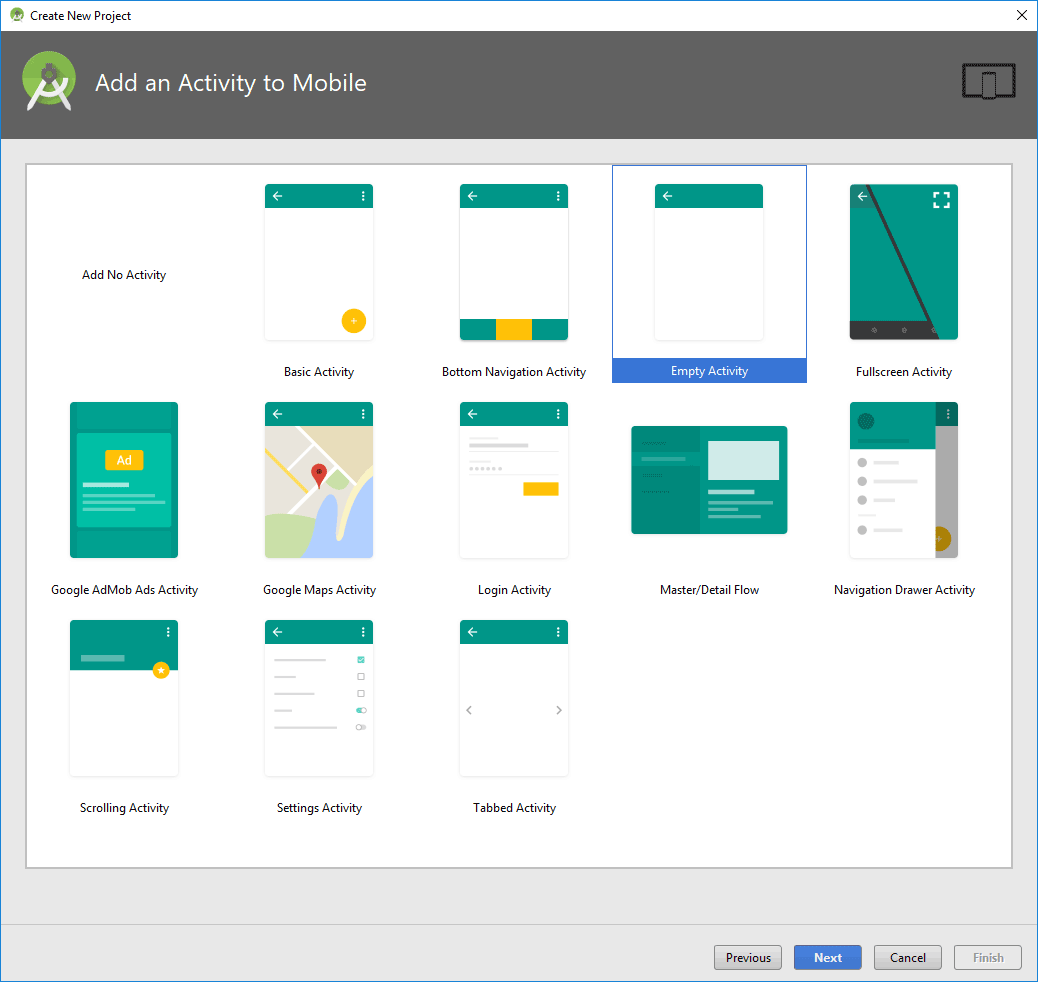 Create New Project
Add an Activity to Mobile
Add No Activity
Basic Activity
Bottom Navigation Activity
Empty Activity
Fullscreen Activity
Ad
Google AdMob Ads Activity
Google Maps Activity
Login Activity
Master/Detail Flow
Navigation Drawer Activity
Scrolling Activity
Settings Activity
Tabbed Activity
Previous
Next
Cancel
Finish